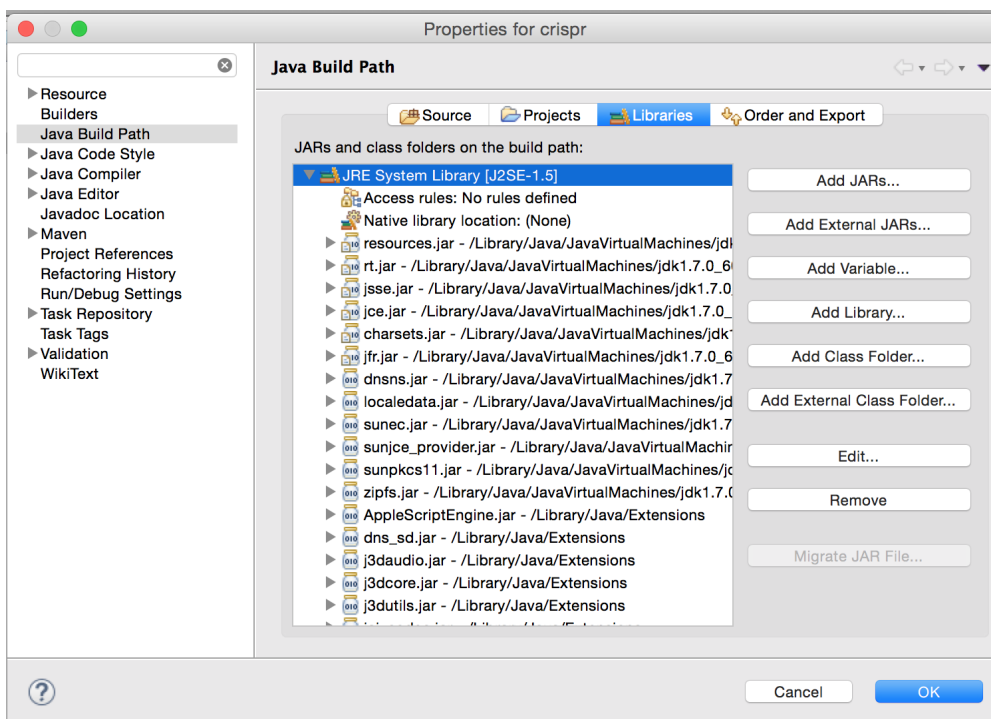 Properties for crispr
Java Build Path
Resource
Builders
Java Build Path
Java Code Style
Java Compiler
Java Editor
Javadoc Location
Maven
Project References
Refactoring History
Run/Debug Settings
Task Repository
Task Tags
Validation
WikiText
Source Projects Libraries Order and Export
JARs and class folders on the build path:
JRE System Library [J2SE-1.5]
Access rules: No rules defined
Native library location: (None)
resources.jar - /Library/Java/JavaVirtualMachines/jdk
rt.jar - /Library/Java/JavaVirtualMachines/jdk1.7.0_6
jsse.jar - /Library/Java/JavaVirtualMachines/jdk1.7.0_
jce.jar - /Library/Java/JavaVirtualMachines/jdk1.7.0_
charsets.jar - /Library/Java/JavaVirtualMachines/jdk1
jfr.jar - /Library/Java/JavaVirtualMachines/jdk1.7.0_6
dnsns.jar - /Library/Java/JavaVirtualMachines/jdk1.7
localedata.jar - /Library/Java/JavaVirtualMachines/jd
sunec.jar - /Library/Java/JavaVirtualMachines/jdk1.7
sunjce_provider.jar - /Library/Java/JavaVirtualMachin
sunpkcs11.jar - /Library/Java/JavaVirtualMachines/jd
zipfs.jar - /Library/Java/JavaVirtualMachines/jdk1.7.0
AppleScriptEngine.jar - /Library/Java/Extensions
dns_sd.jar - /Library/Java/Extensions
j3daudio.jar - /Library/Java/Extensions
j3dcore.jar - /Library/Java/Extensions
j3dutils.jar - /Library/Java/Extensions
Add JARs...
Add External JARs...
Add Variable...
Add Library...
Add Class Folder...
Add External Class Folder...
Edit...
Remove
Migrate JAR File...
Cancel
OK